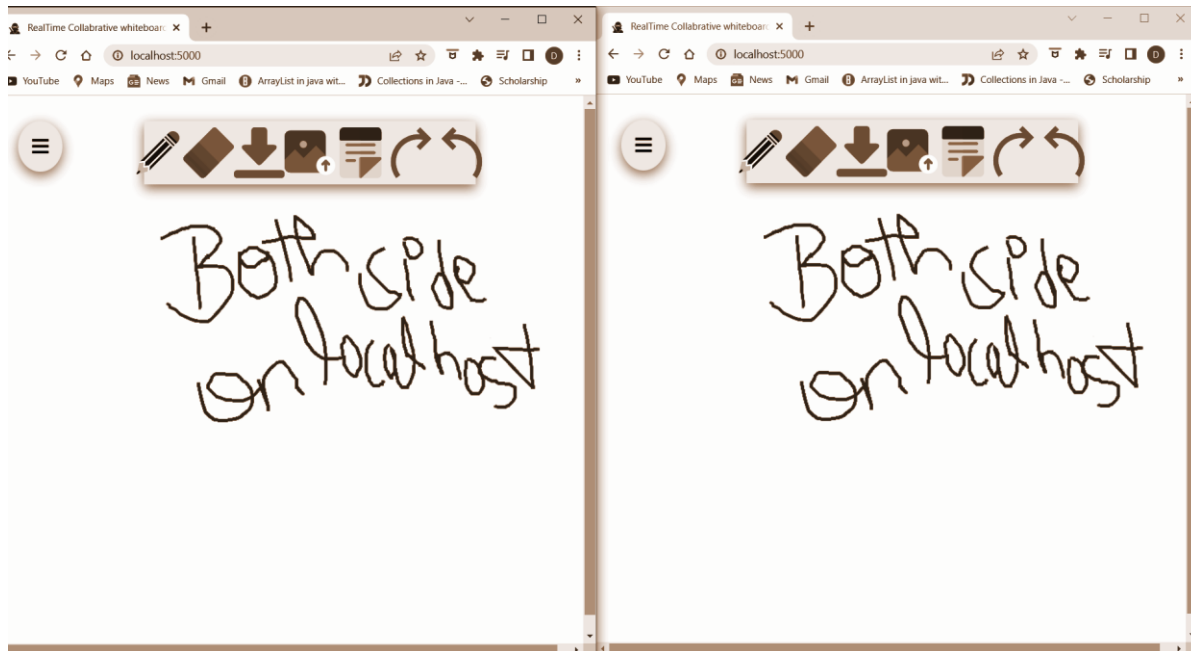 RealTime Collabrative whiteboard RealTime Collabrative whiteboard
localhost:5000 localhost:5000
YouTube Maps News Gmail ArrayList in java wit... Collections in Java -... Scholarship » YouTube Maps News Gmail ArrayList in java wit... Collections in Java -... Scholarship »
Both side Both side
on localhost on localhost